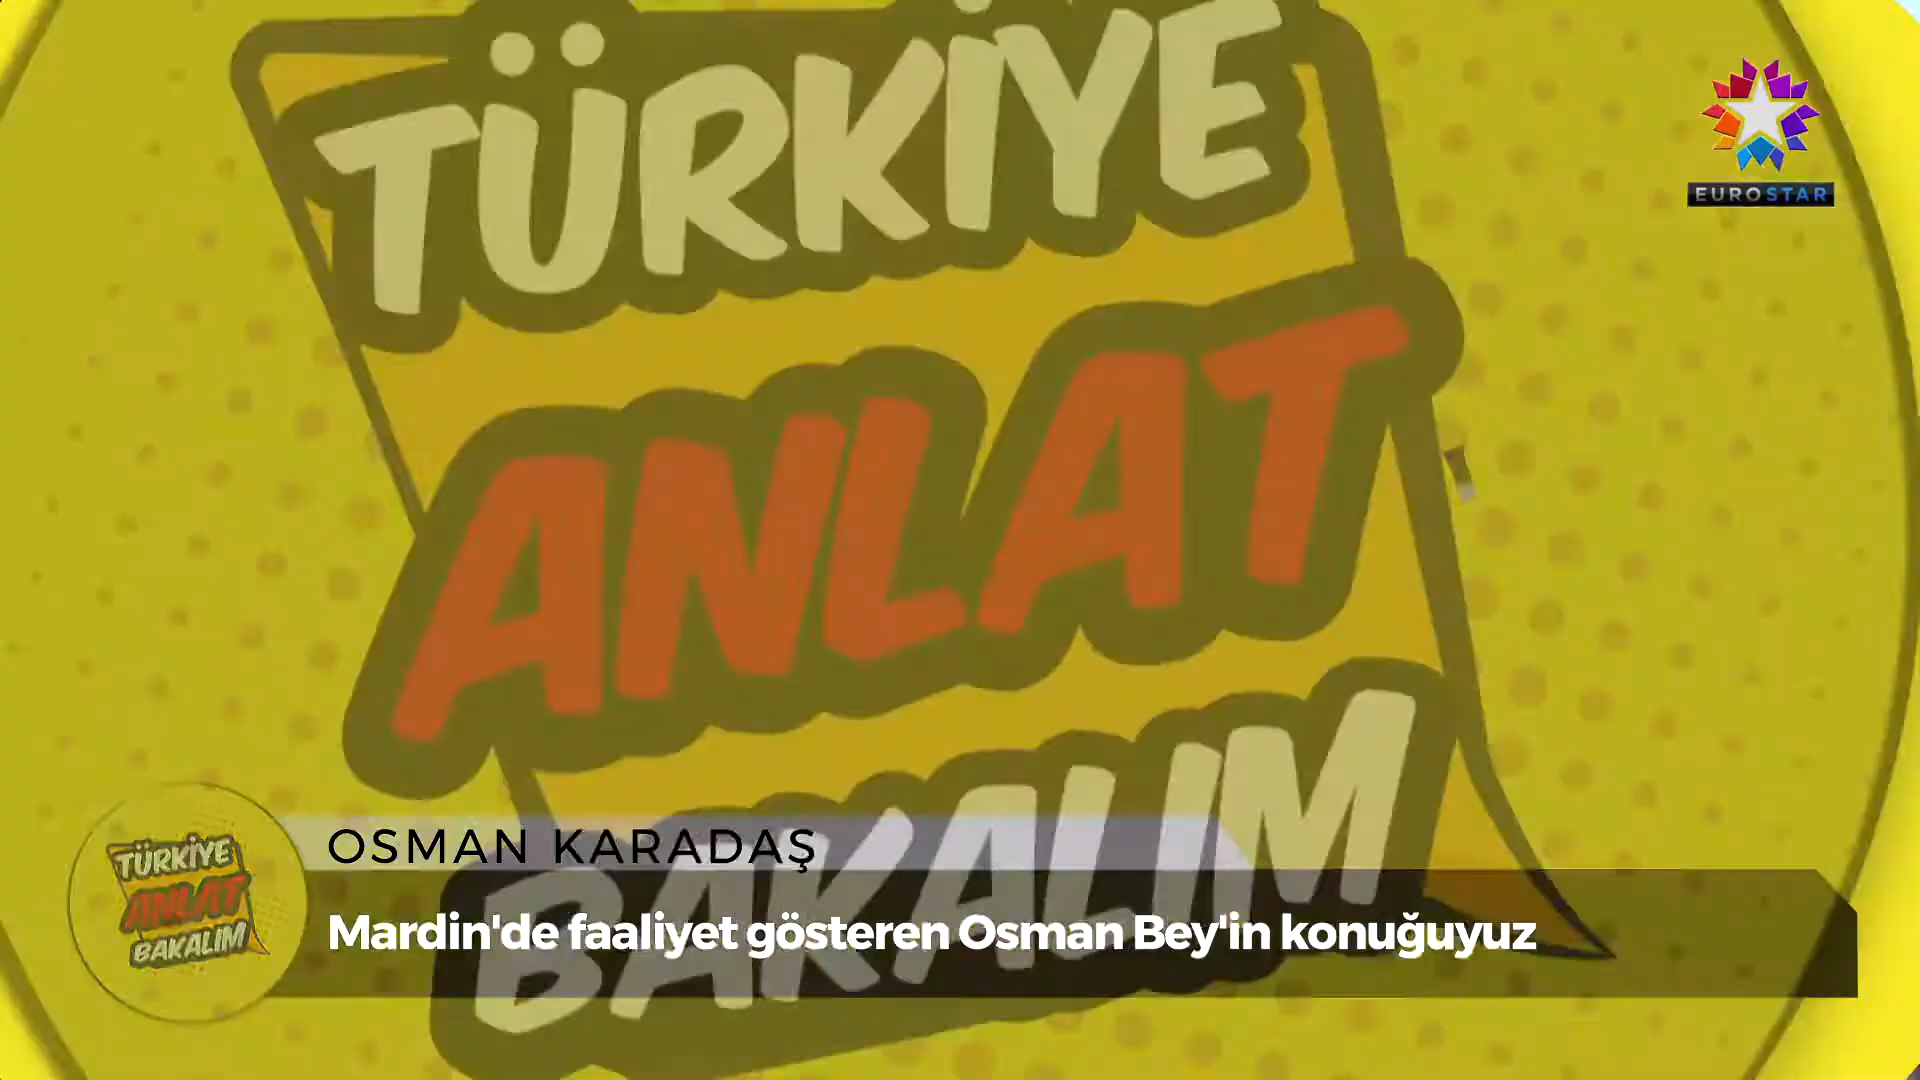 TÜRKİYE
ANLAT
BAKALIM
EUROSTAR
OSMAN KARADAŞ
Mardin'de faaliyet gösteren Osman Bey'in konuğuyuz
TÜRKİYE
ANLAT
BAKALIM